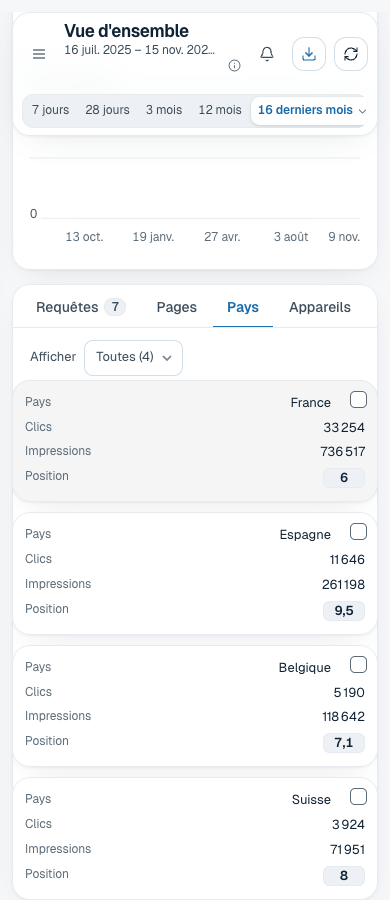 Vue d'ensemble
16 juil. 2025 – 15 nov. 202…
7 jours 28 jours 3 mois 12 mois 16 derniers mois
0
13 oct. 19 janv. 27 avr. 3 août 9 nov.
Requêtes 7 Pages Pays Appareils
Afficher Toutes (4)
Pays France
Clics 33 254
Impressions 736 517
Position 6
Pays Espagne
Clics 11 646
Impressions 261 198
Position 9,5
Pays Belgique
Clics 5 190
Impressions 118 642
Position 7,1
Pays Suisse
Clics 3 924
Impressions 71 951
Position 8